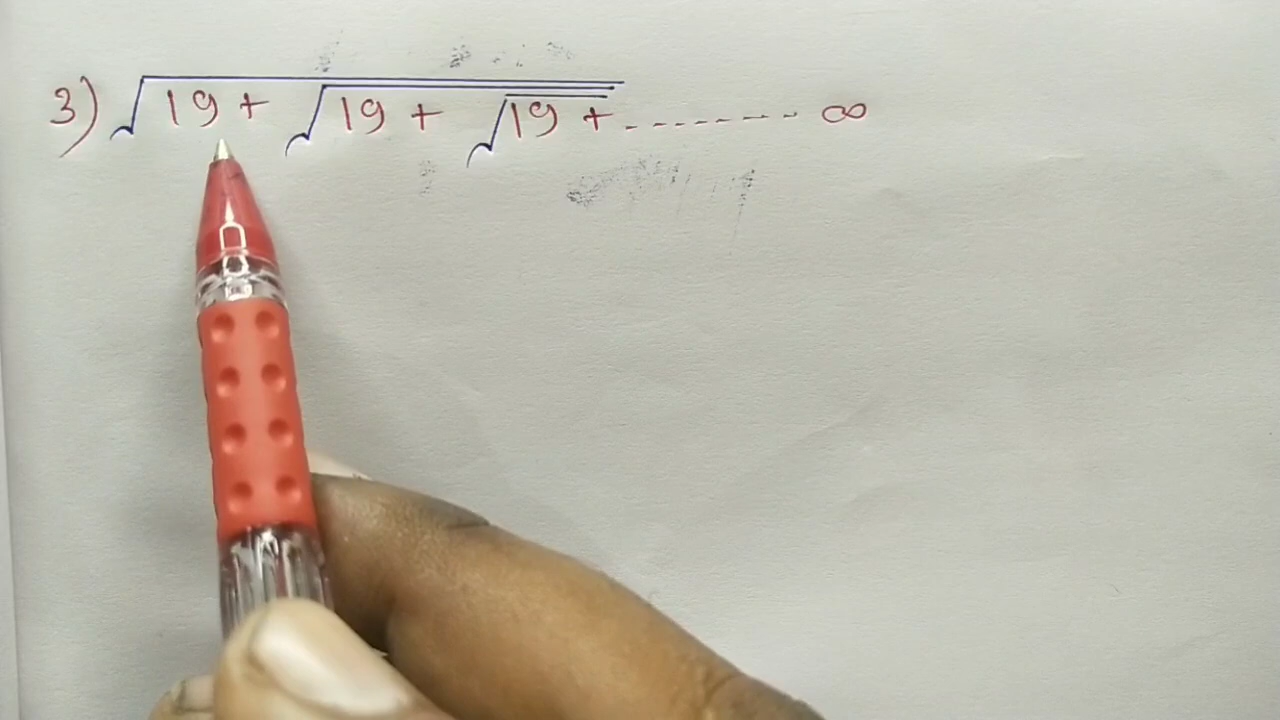 3) √19 + √19 + √19 + -------- ∞